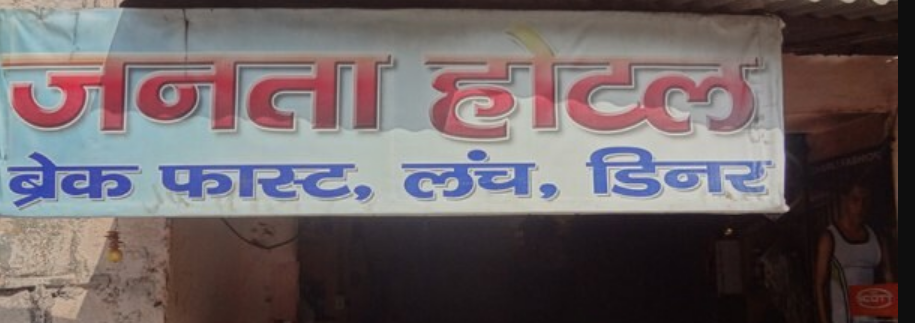 जनता होटल
ब्रेक फास्ट, लंच, डिनर